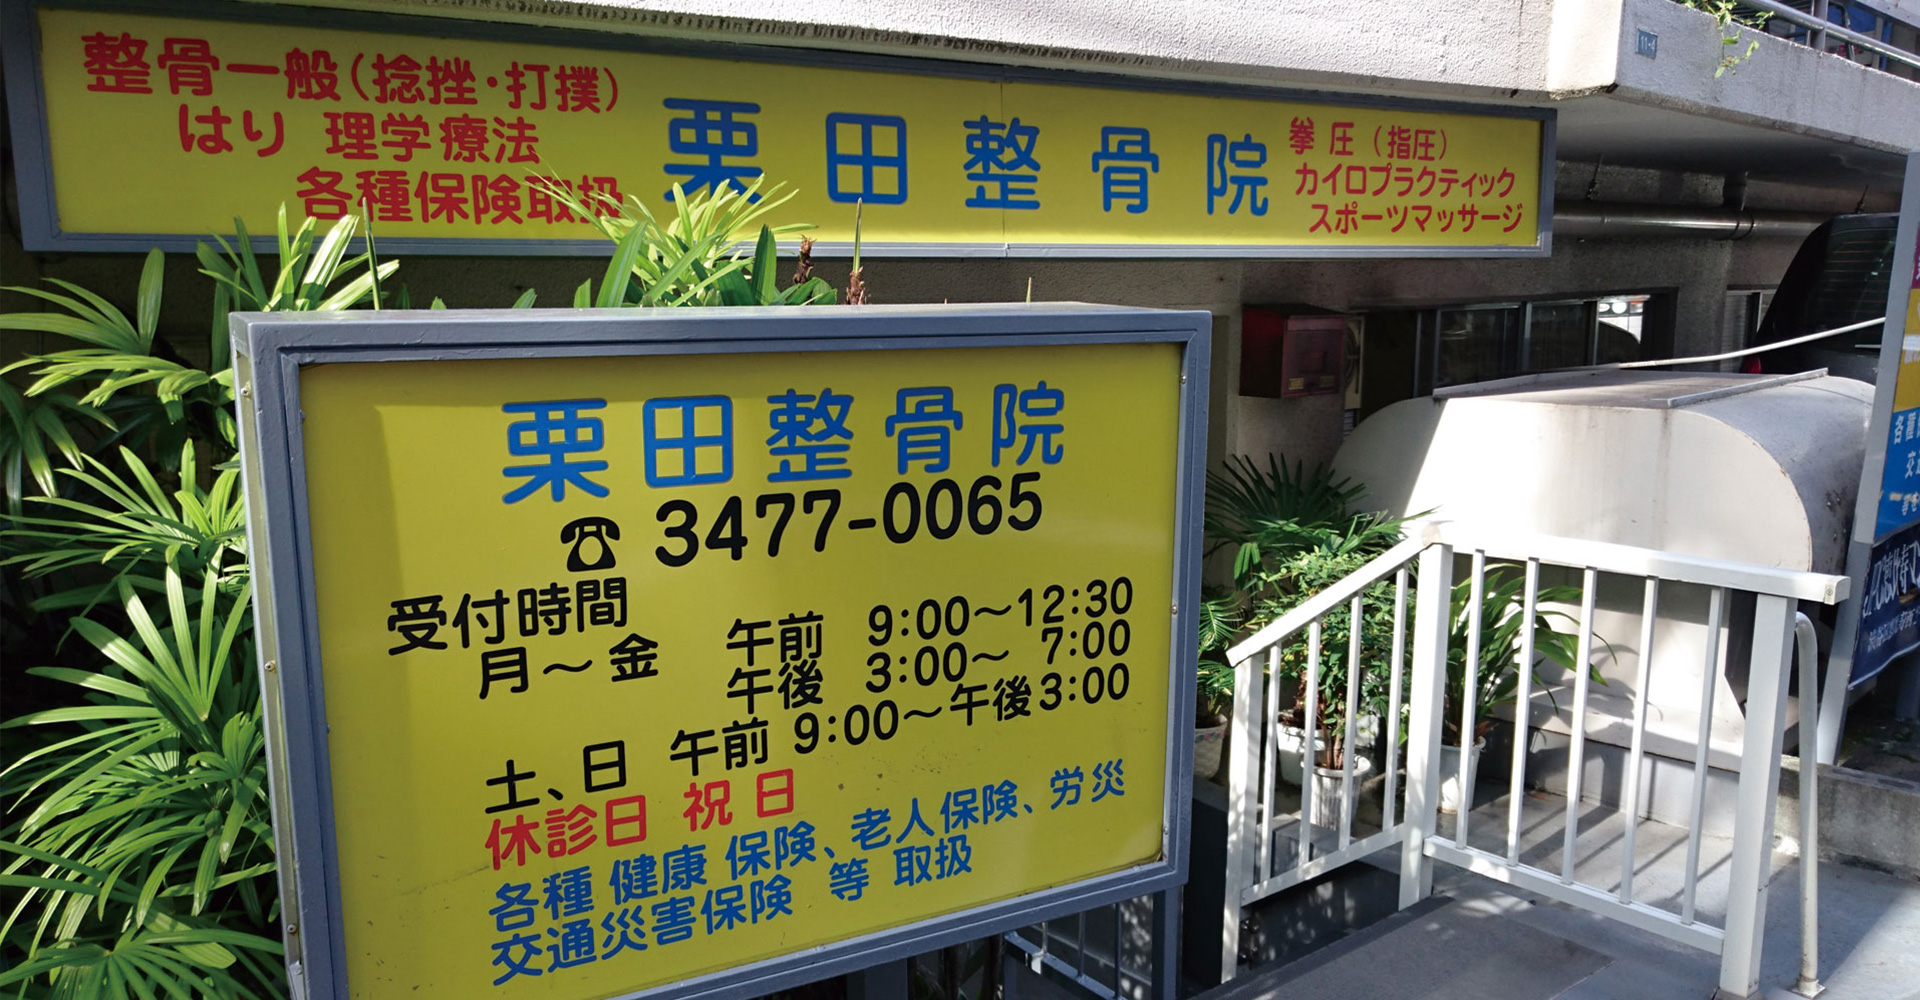 整骨一般(捻挫・打撲)
はり 理学療法
各種保険取扱
栗田整骨院
拳圧(指圧)
カイロプラクティック
スポーツマッサージ
11-4
栗田整骨院
☎ 3477-0065
受付時間
月〜金 午前 9:00〜12:30
午後 3:00〜 7:00
土、日 午前 9:00〜午後3:00
休診日 祝日
各種 健康 保険、老人保険、労災
交通災害保険 等 取扱